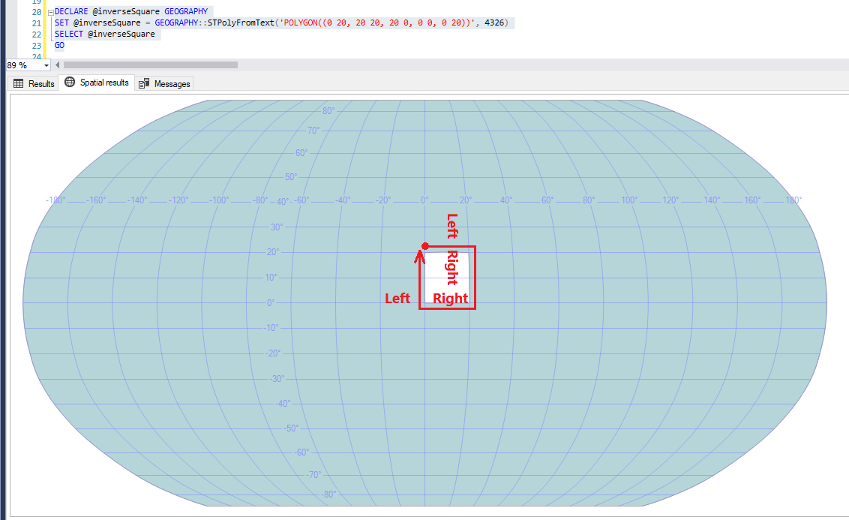 19
20 DECLARE @inverseSquare GEOGRAPHY
21 SET @inverseSquare = GEOGRAPHY::STPolyFromText('POLYGON((0 20, 20 20, 20 0, 0 0, 0 20))', 4326)
22 SELECT @inverseSquare
23 GO
24
89 %
Results Spatial results Messages
80°
70°
60°
50°
-180° -160° -140° -120° -100° -80° -60° -40° -20° 0° 20° 40° 60° 80° 100° 120° 140° 160° 180°
40°
30°
Left
20°
Right
10°
Left Right
0°
-10°
-20°
-30°
-40°
-50°
-60°
-70°
-80°